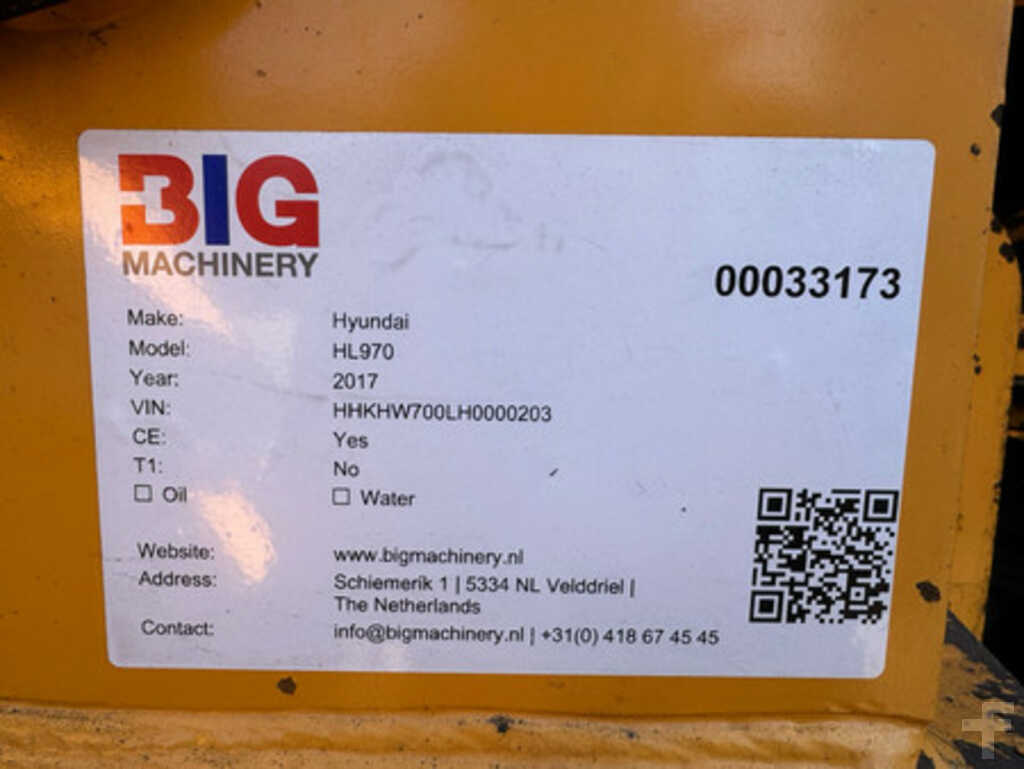 BIG
MACHINERY
00033173
Make: Hyundai
Model: HL970
Year: 2017
VIN: HHKHW700LH0000203
CE: Yes
T1: No
☐ Oil ☐ Water
Website: www.bigmachinery.nl
Address: Schiemerik 1 | 5334 NL Velddriel |
The Netherlands
Contact: info@bigmachinery.nl | +31(0) 418 67 45 45